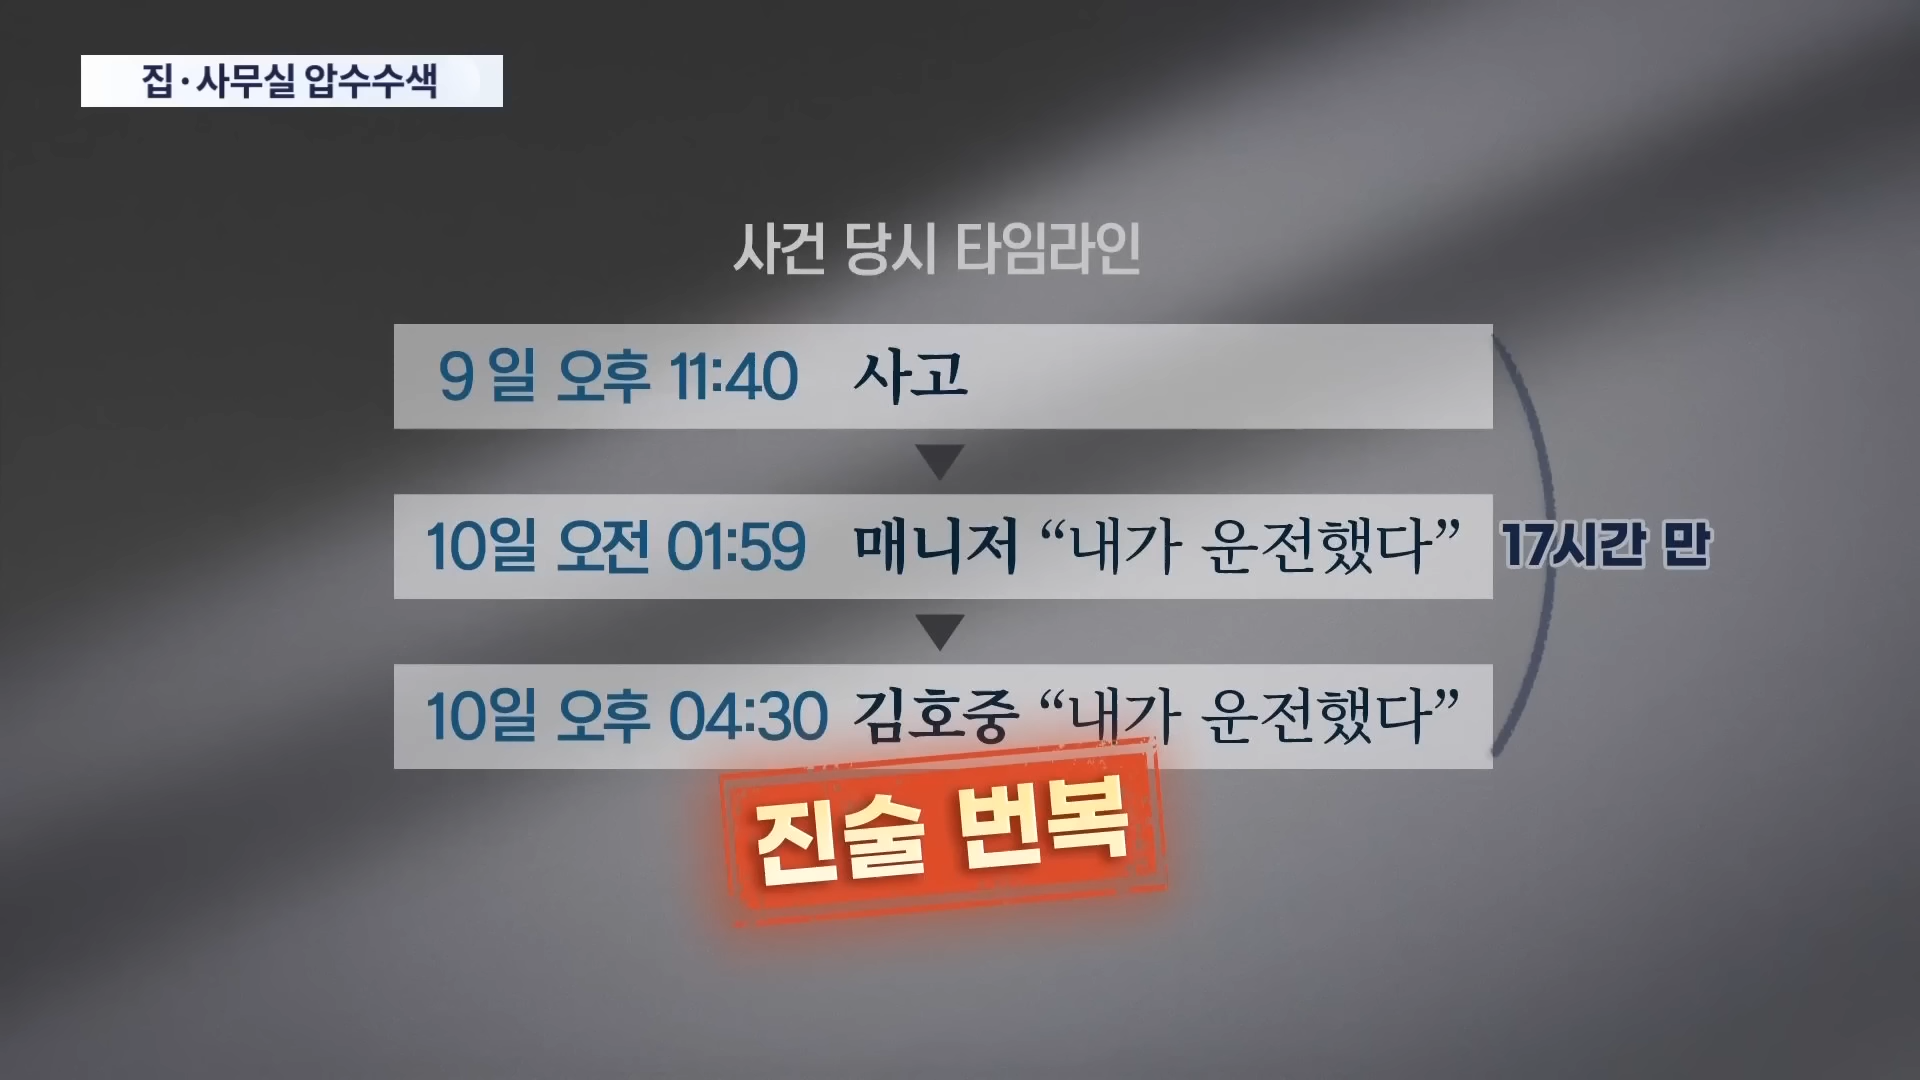 집·사무실 압수수색
사건 당시 타임라인
9일 오후 11:40 사고
10일 오전 01:59 매니저 “내가 운전했다”
17시간 만
10일 오후 04:30 김호중 “내가 운전했다”
진술 번복